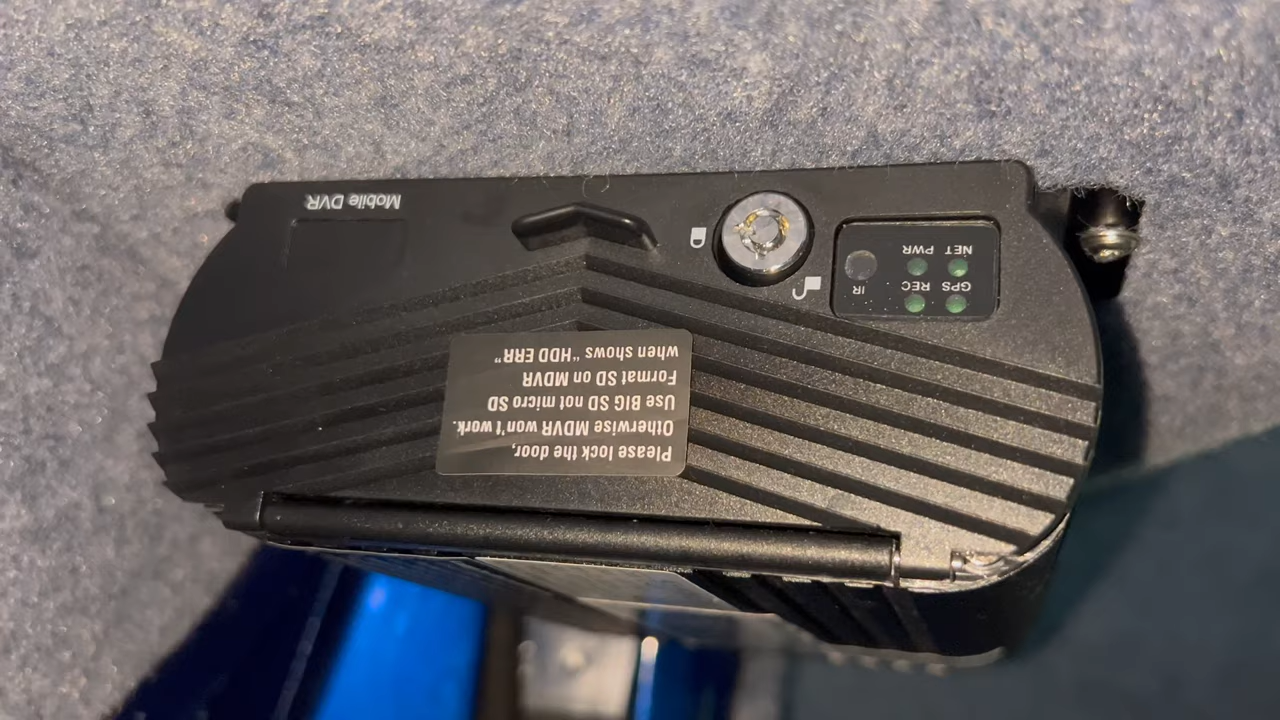 Please lock the door,
Otherwise MDVR won't work.
Use BIG SD not micro SD
Format SD on MDVR
when shows "HDD ERR"
GPS REC
IR
NET PWR
Mobile DVR